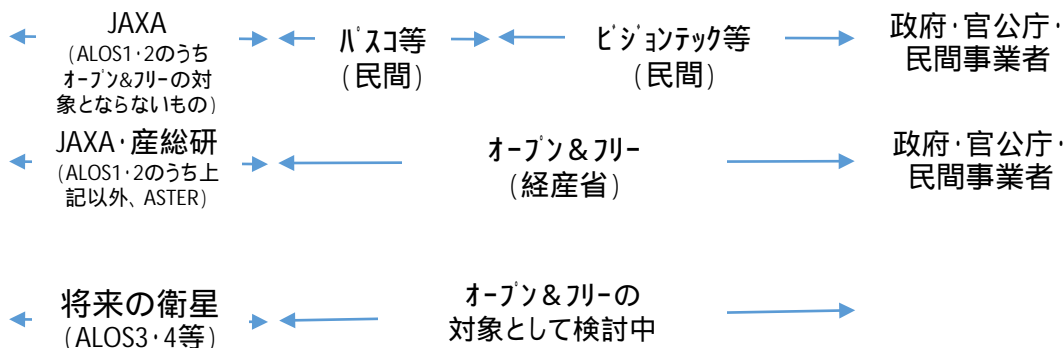 JAXA
(ALOS1・2のうち
ｵｰﾌﾟﾝ&ﾌﾘｰの対
象とならないもの)
ﾊﾟｽｺ等
(民間)
ﾋﾞｼﾞｮﾝﾃｯｸ等
(民間)
政府・官公庁・
民間事業者
JAXA・産総研
(ALOS1・2のうち上
記以外、ASTER)
ｵｰﾌﾟﾝ＆ﾌﾘｰ
(経産省)
政府・官公庁・
民間事業者
将来の衛星
(ALOS3・4等)
ｵｰﾌﾟﾝ＆ﾌﾘｰの
対象として検討中